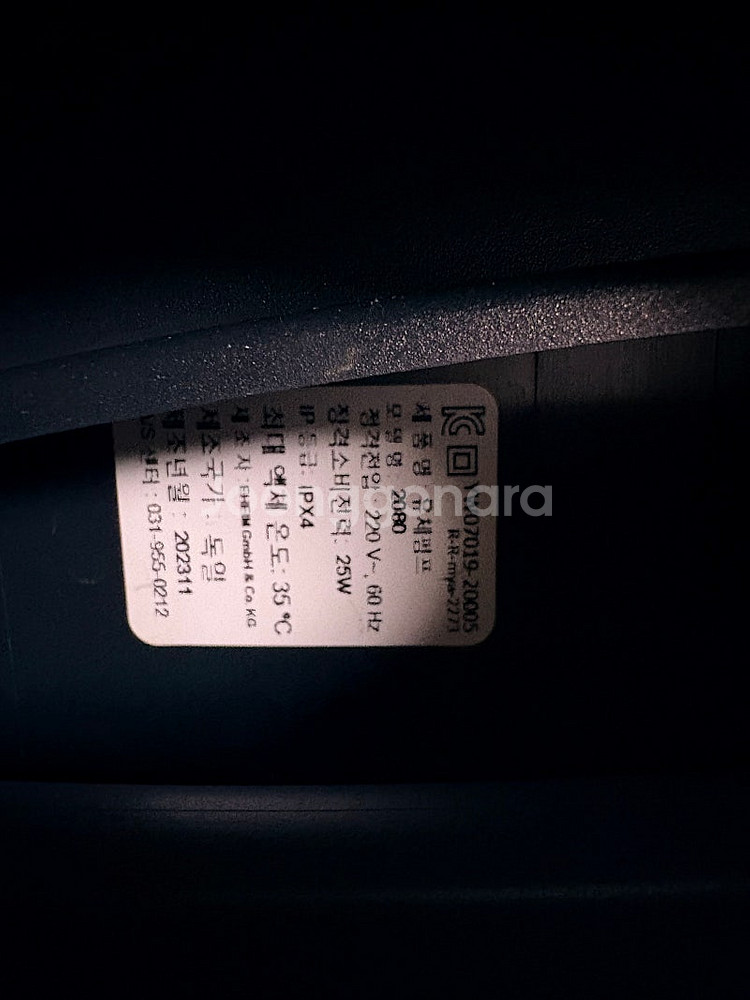 제품명 : 유체펌프
모델명 : 2080
정격전압 : 220 V~, 60 Hz
정격소비전력 : 25W
IP 등급 : IPX4
최대 액체 온도 : 35 ℃
제 조 자 : EHEIM GmbH & Co. KG
제조국가 : 독일
제조년월 : 202311
A/S 센터 : 031-955-0212
Joonggonara